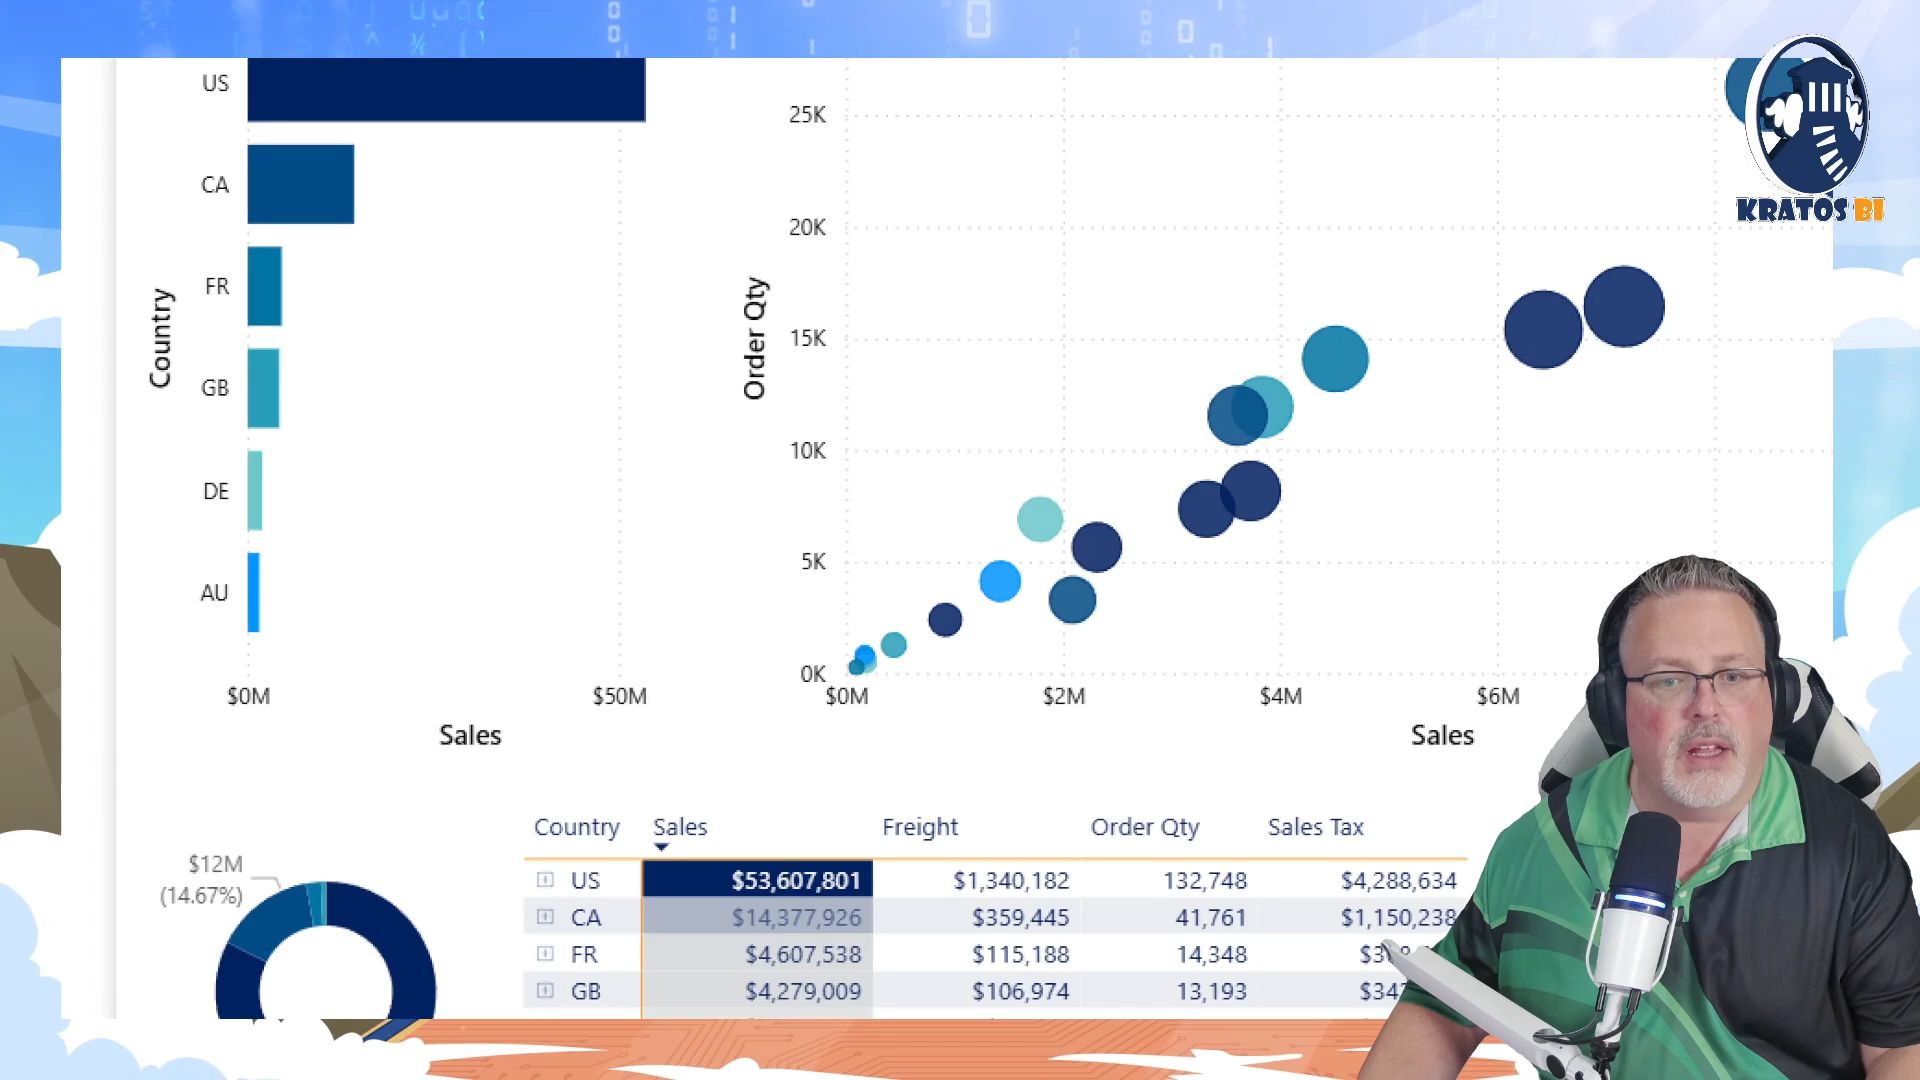 US
CA
FR
GB
DE
AU
Country
$0M
$50M
Sales
25K
20K
15K
10K
5K
0K
Order Qty
$0M
$2M
$4M
$6M
Sales
KRATOS BI
$12M
(14.67%)
Country Sales Freight Order Qty Sales Tax
US $53,607,801 $1,340,182 132,748 $4,288,634
CA $14,377,926 $359,445 41,761 $1,150,238
FR $4,607,538 $115,188 14,348
GB $4,279,009 $106,974 13,193